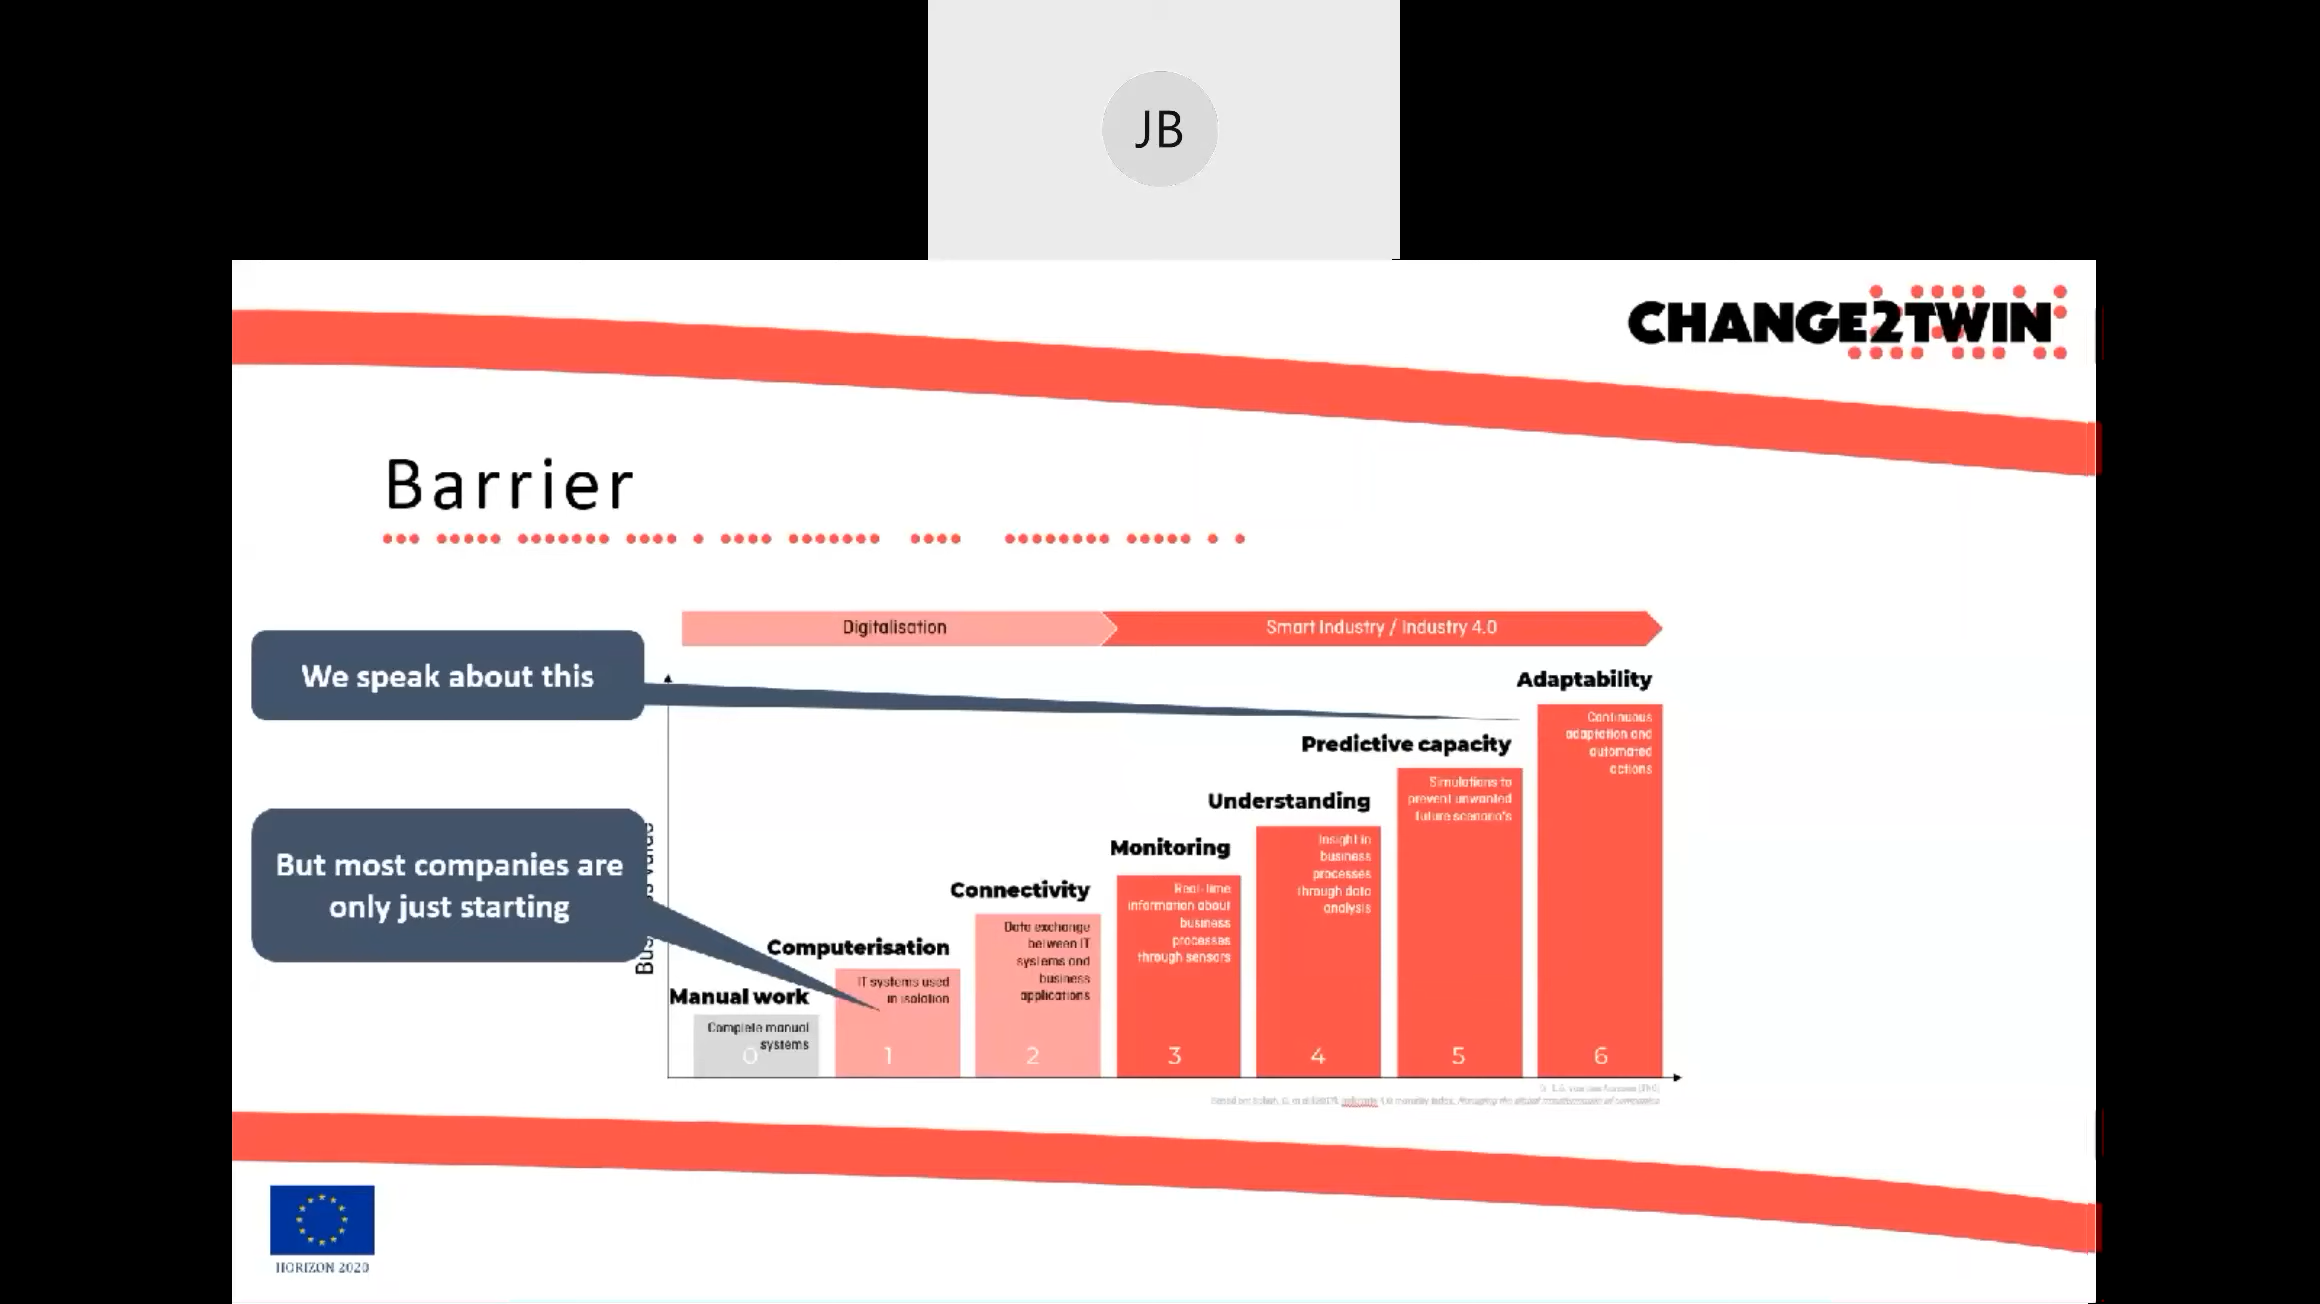 JB
CHANGE2TWIN
Barrier
Digitalisation
Smart Industry / Industry 4.0
We speak about this
Adaptability
Continuous
adaptation and
automated
actions
Predictive capacity
Simulations to
prevent unwanted
future scenario's
Understanding
Insight in
business
processes
through data
analysis
Monitoring
Real-time
information about
business
processes
through sensors
But most companies are
only just starting
Connectivity
Data exchange
between IT
systems and
business
applications
Computerisation
IT systems used
in isolation
Manual work
Complete manual
systems
0
1
2
3
4
5
6
HORIZON 2020